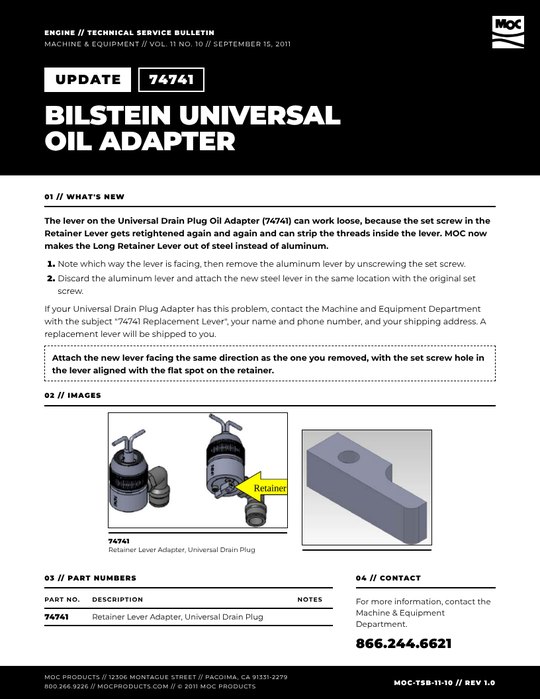 ENGINE // TECHNICAL SERVICE BULLETIN
MACHINE & EQUIPMENT // VOL. 11 NO. 10 // SEPTEMBER 15, 2011
MOC
UPDATE 74741
BILSTEIN UNIVERSAL
OIL ADAPTER
01 // WHAT'S NEW
The lever on the Universal Drain Plug Oil Adapter (74741) can work loose, because the set screw in the
Retainer Lever gets retightened again and again and can strip the threads inside the lever. MOC now
makes the Long Retainer Lever out of steel instead of aluminum.
1. Note which way the lever is facing, then remove the aluminum lever by unscrewing the set screw.
2. Discard the aluminum lever and attach the new steel lever in the same location with the original set
screw.
If your Universal Drain Plug Adapter has this problem, contact the Machine and Equipment Department
with the subject "74741 Replacement Lever", your name and phone number, and your shipping address. A
replacement lever will be shipped to you.
Attach the new lever facing the same direction as the one you removed, with the set screw hole in
the lever aligned with the flat spot on the retainer.
02 // IMAGES
Retainer
74741
Retainer Lever Adapter, Universal Drain Plug
03 // PART NUMBERS
PART NO. DESCRIPTION NOTES
74741 Retainer Lever Adapter, Universal Drain Plug
04 // CONTACT
For more information, contact the
Machine & Equipment
Department.
866.244.6621
MOC PRODUCTS // 12306 MONTAGUE STREET // PACOIMA, CA 91331-2279
800.266.9226 // MOCPRODUCTS.COM // © 2011 MOC PRODUCTS
MOC-TSB-11-10 // REV 1.0